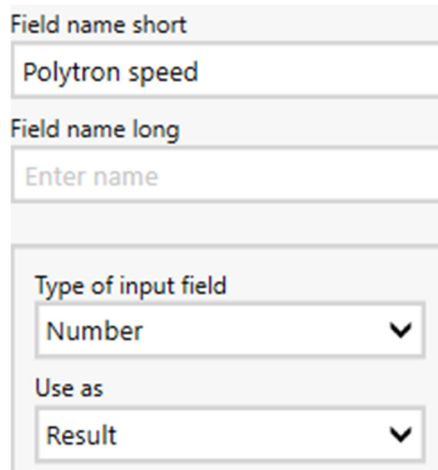 Field name short
Polytron speed
Field name long
Enter name
Type of input field
Number
Use as
Result